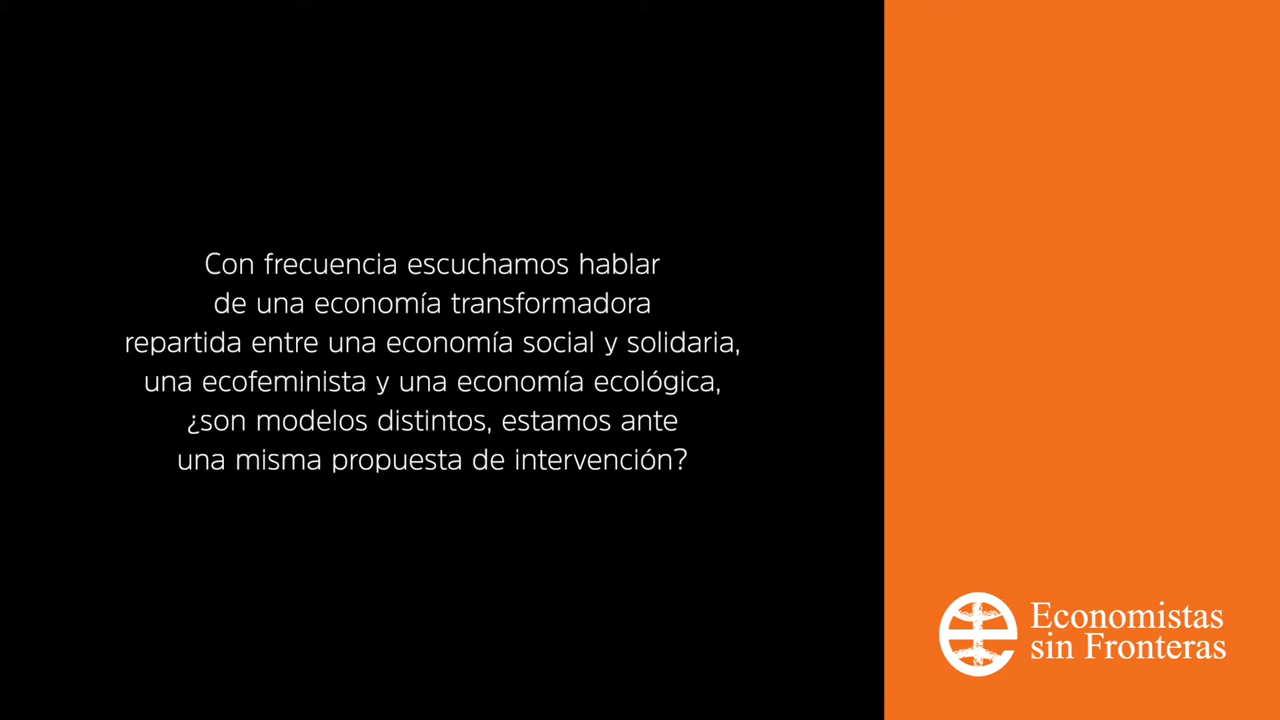 Con frecuencia escuchamos hablar
de una economía transformadora
repartida entre una economía social y solidaria,
una ecofeminista y una economía ecológica,
¿son modelos distintos, estamos ante
una misma propuesta de intervención?
Economistas
sin Fronteras